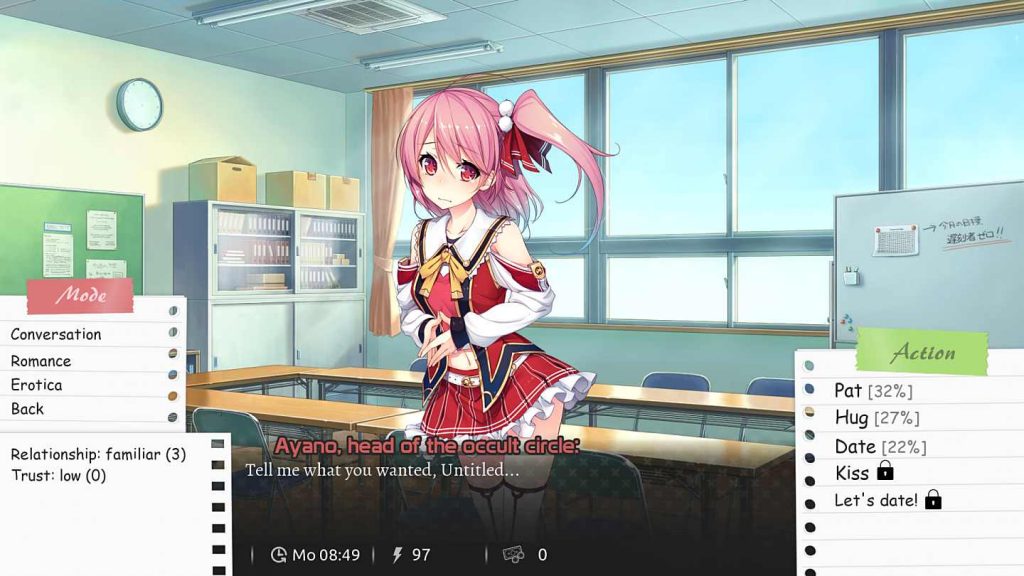 →今月の目標
遅刻者ゼロ!!
Mode
Conversation
Romance
Erotica
Back
Relationship: familiar (3)
Trust: low (0)
Action
Pat [32%]
Hug [27%]
Date [22%]
Kiss
Let's date!
Ayano, head of the occult circle:
Tell me what you wanted, Untitled...
Mo 08:49
97
0